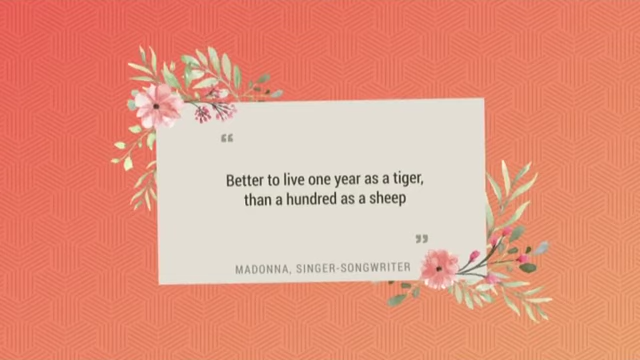 “
Better to live one year as a tiger,
than a hundred as a sheep
”
MADONNA, SINGER-SONGWRITER